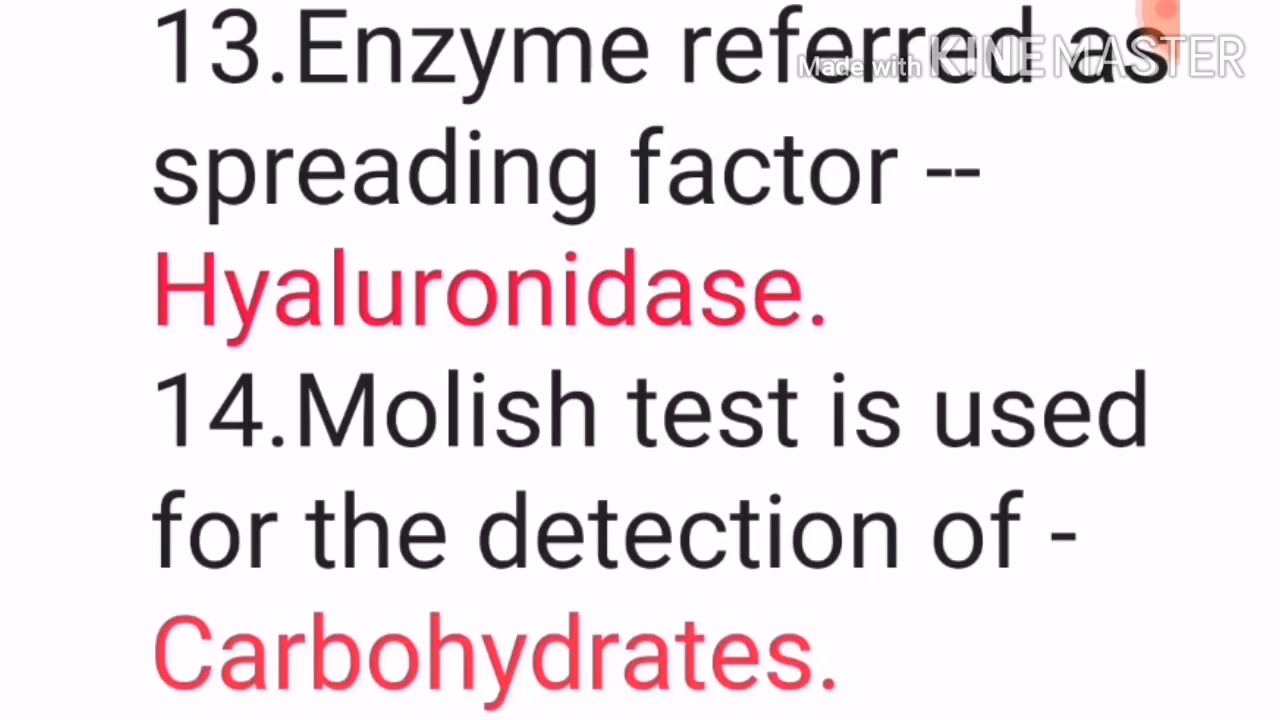 13.Enzyme referred as
Made with KINEMASTER
spreading factor --
Hyaluronidase.
14.Molish test is used
for the detection of -
Carbohydrates.